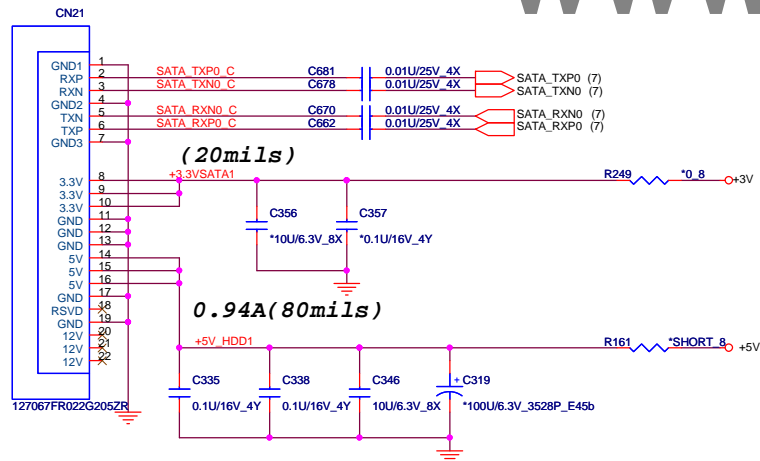 CN21
GND1 1
RXP 2 SATA_TXP0_C C681 0.01U/25V_4X SATA_TXP0 (7)
RXN 3 SATA_TXN0_C C678 0.01U/25V_4X SATA_TXN0 (7)
GND2 4
TXN 5 SATA_RXN0_C C670 0.01U/25V_4X SATA_RXN0 (7)
TXP 6 SATA_RXP0_C C662 0.01U/25V_4X SATA_RXP0 (7)
GND3 7
(20mils)
3.3V 8 +3.3VSATA1 R249 *0_8 +3V
3.3V 9
3.3V 10
GND 11
GND 12
GND 13
C356 C357
*10U/6.3V_8X *0.1U/16V_4Y
5V 14
5V 15
5V 16
GND 17
RSVD 18
GND 19
12V 20
12V 21
12V 22
0.94A(80mils)
+5V_HDD1 R161 *SHORT_8 +5V
C335 C338 C346 + C319
0.1U/16V_4Y 0.1U/16V_4Y 10U/6.3V_8X *100U/6.3V_3528P_E45b
127067FR022G205ZR